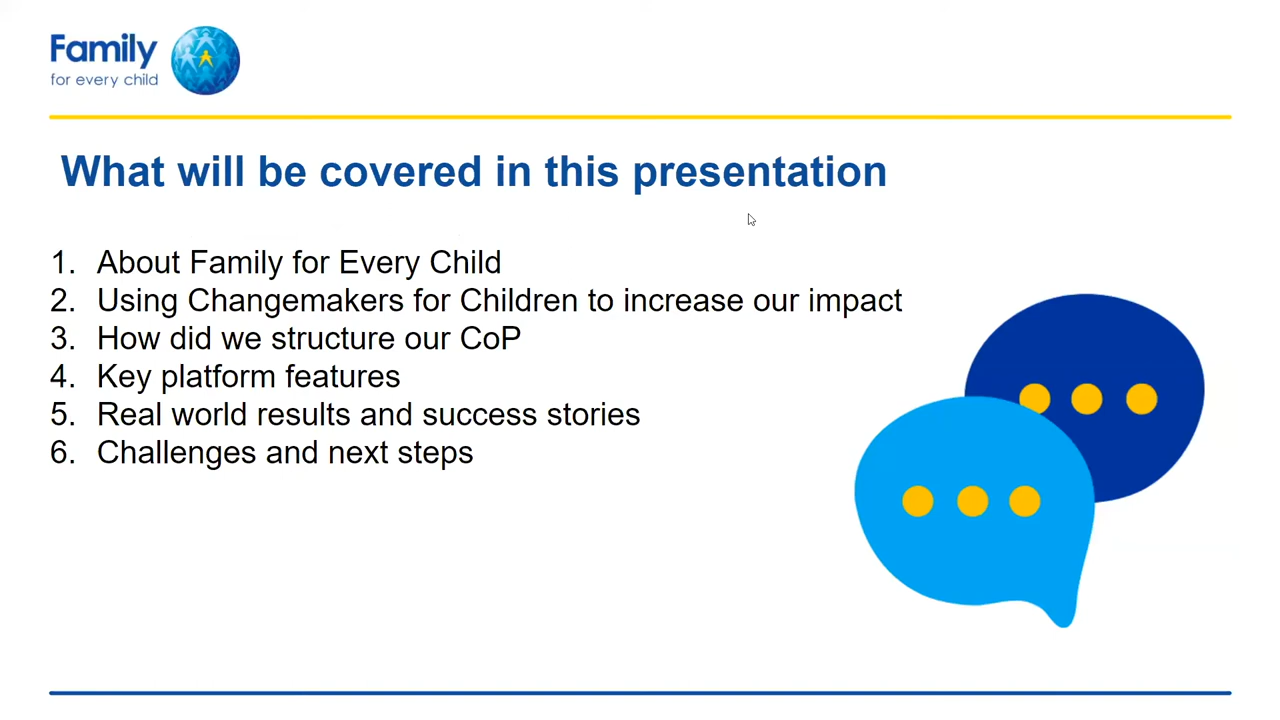 Family
for every child
What will be covered in this presentation
1. About Family for Every Child
2. Using Changemakers for Children to increase our impact
3. How did we structure our CoP
4. Key platform features
5. Real world results and success stories
6. Challenges and next steps